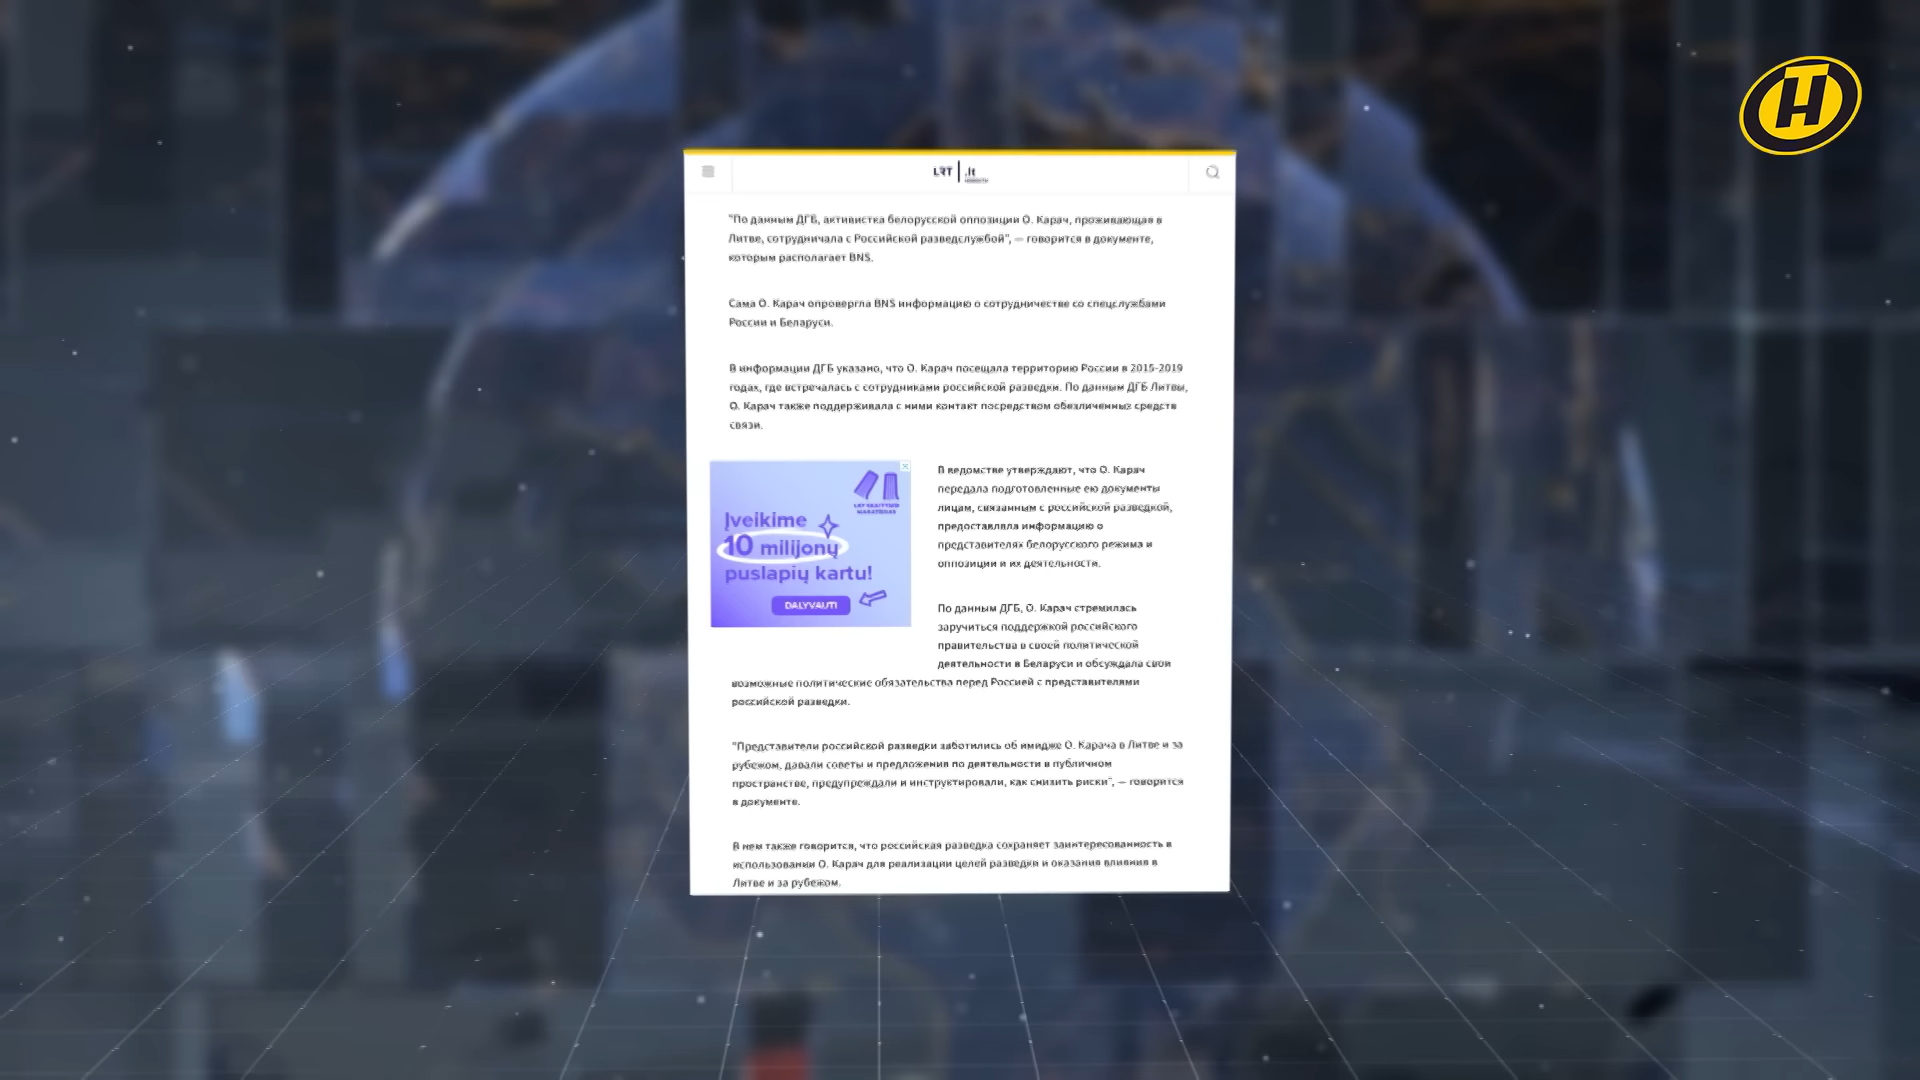 LRT .lt
"По данным ДГБ, активистка белорусской оппозиции О. Карач, проживающая в
Литве, сотрудничала с Российской разведслужбой", — говорится в документе,
которым располагает BNS.
Сама О. Карач опровергла BNS информацию о сотрудничестве со спецслужбами
России и Беларуси.
В информации ДГБ указано, что О. Карач посещала территорию России в 2015-2019
годах, где встречалась с сотрудниками российской разведки. По данным ДГБ Литвы,
О. Карач также поддерживала с ними контакт посредством обезличенных средств
связи.
Įveikime
10 milijonų
puslapių kartu!
DALYVAUTI
В ведомстве утверждают, что О. Карач
передала подготовленные ею документы
лицам, связанным с российской разведкой,
предоставляла информацию о
представителях белорусского режима и
оппозиции и их деятельности.
По данным ДГБ, О. Карач стремилась
заручиться поддержкой российского
правительства в своей политической
деятельности в Беларуси и обсуждала свои
возможные политические обязательства перед Россией с представителями
российской разведки.
"Представители российской разведки заботились об имидже О. Карача в Литве и за
рубежом, давали советы и предложения по деятельности в публичном
пространстве, предупреждали и инструктировали, как снизить риски", — говорится
в документе.
В нем также говорится, что российская разведка сохраняет заинтересованность в
использовании О. Карач для реализации целей разведки и оказания влияния в
Литве и за рубежом.